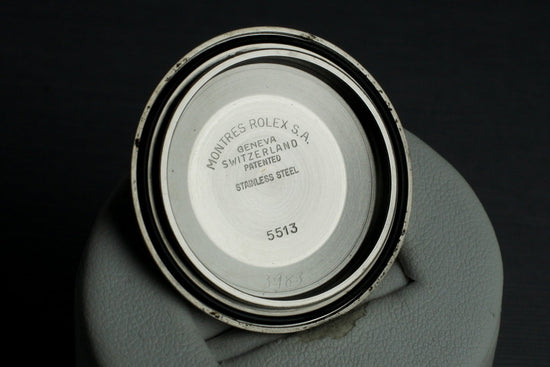 MONTRES ROLEX S.A.
GENEVA
SWITZERLAND
PATENTED
STAINLESS STEEL
5513